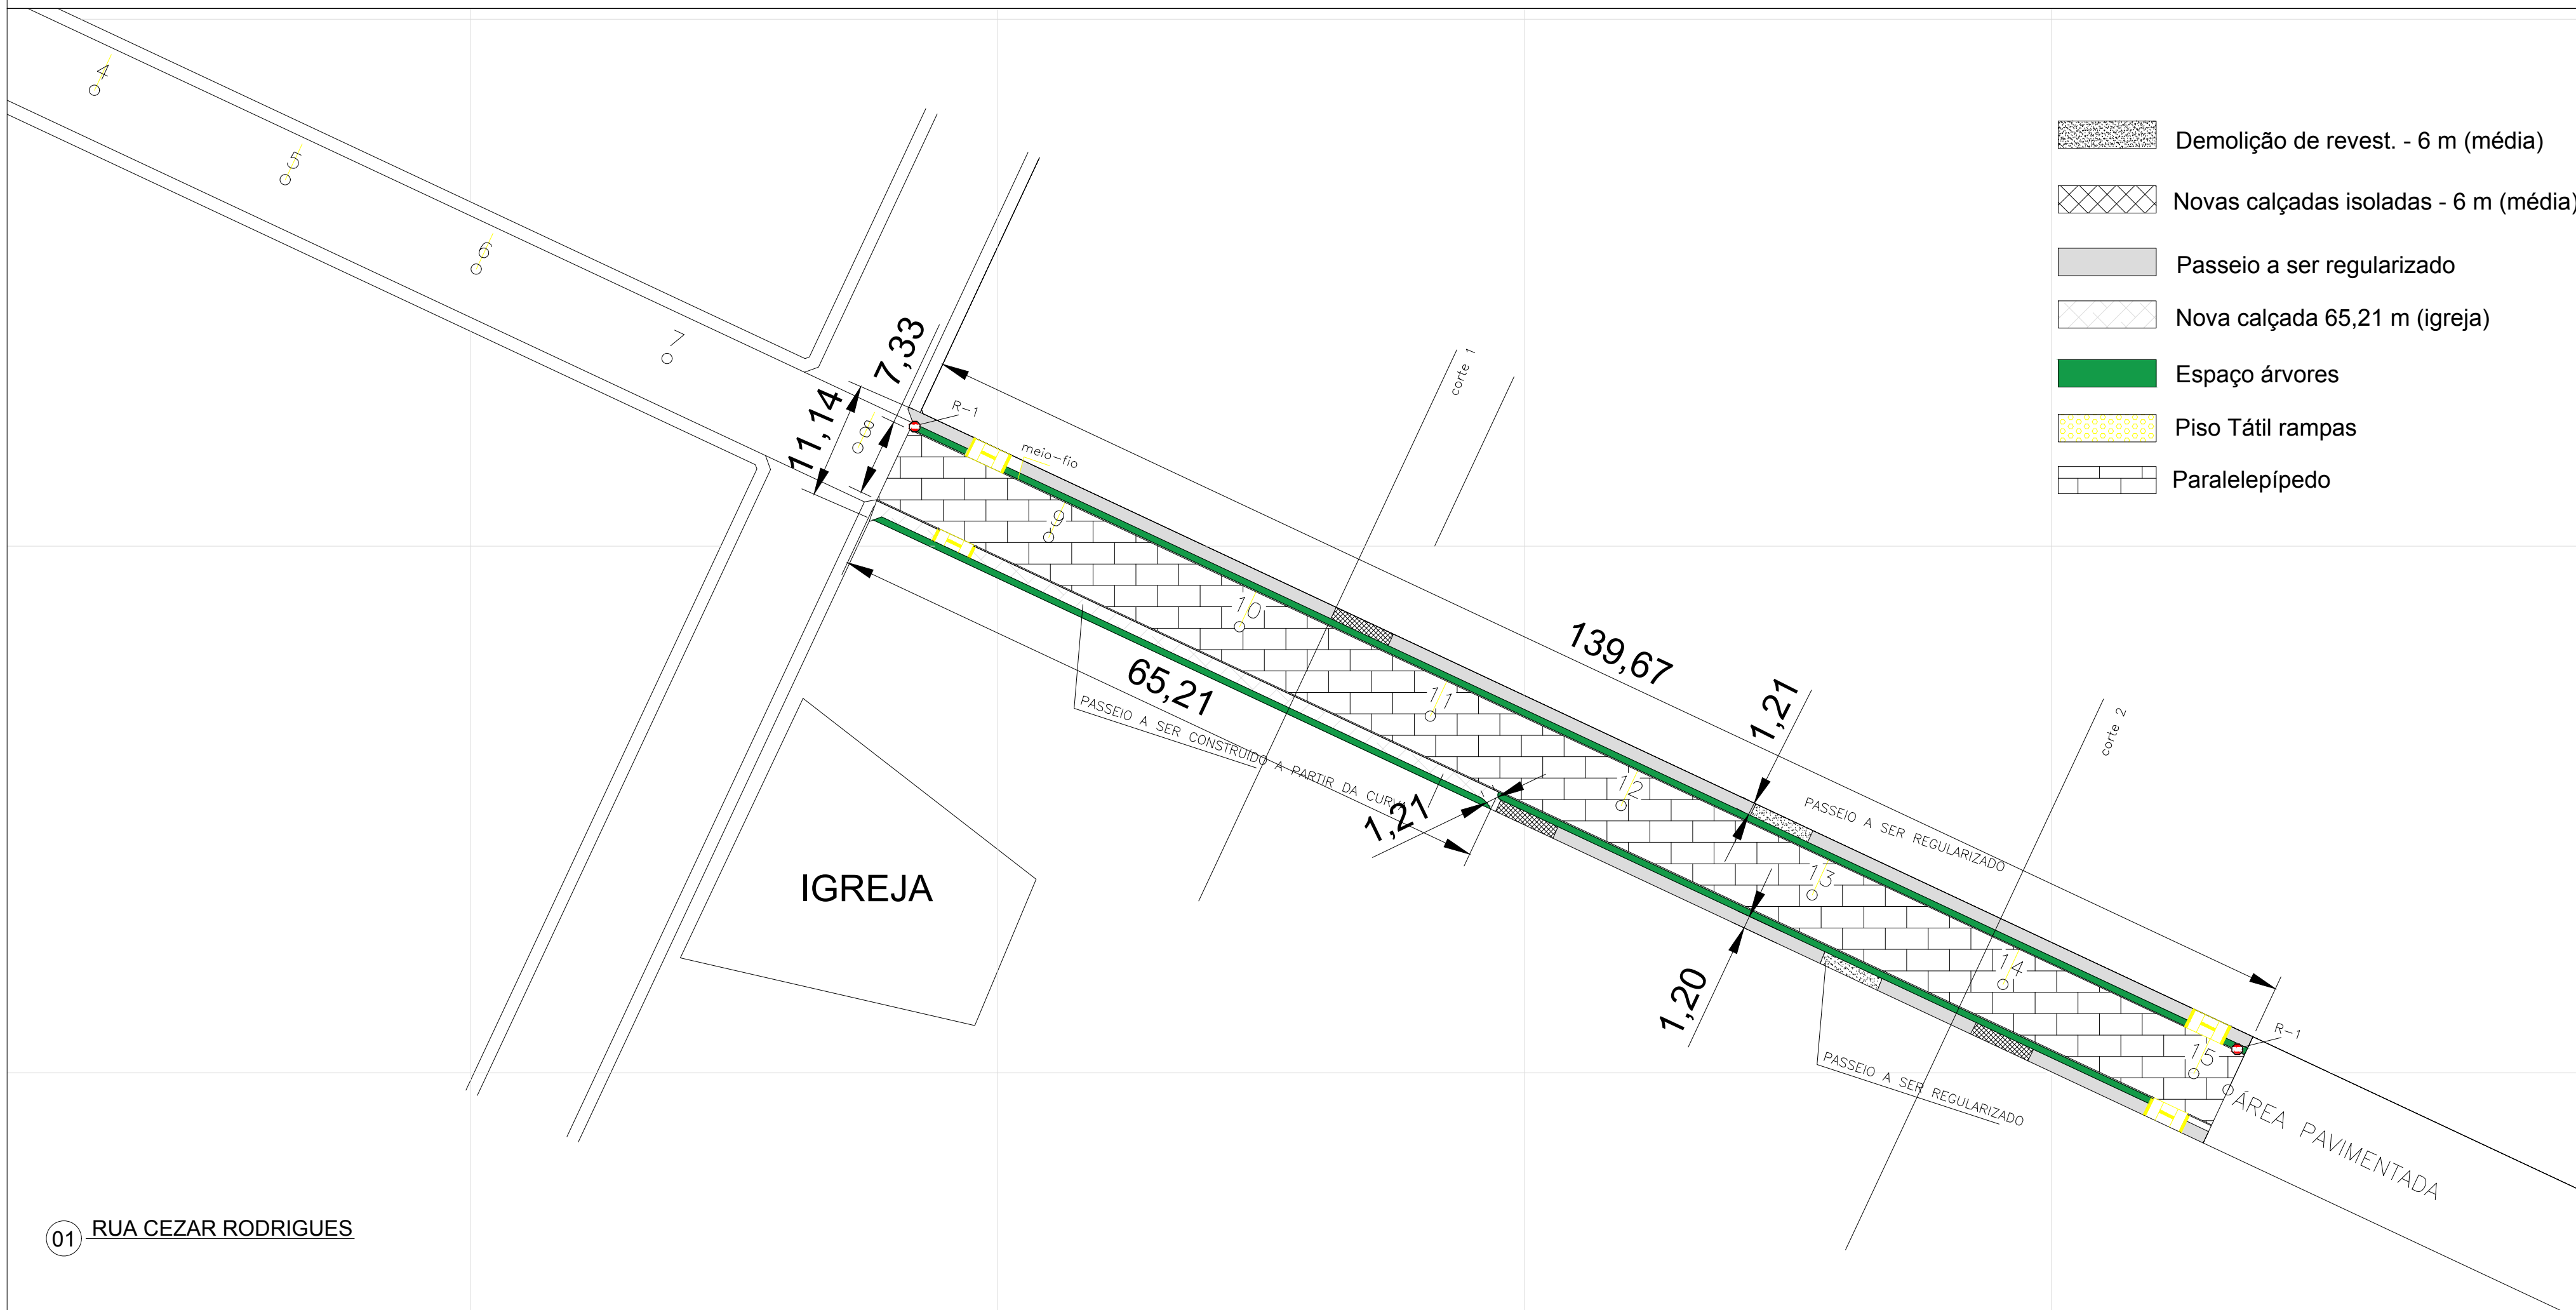 4
5
6
7
8
7,33
11,14
R-1
meio-fio
9
10
11
12
13
14
15
corte 1
139,67
1,21
PASSEIO A SER REGULARIZADO
corte 2
65,21
PASSEIO A SER CONSTRUÍDO A PARTIR DA CURVA
1,21
1,20
PASSEIO A SER REGULARIZADO
R-1
ÁREA PAVIMENTADA
IGREJA
Demolição de revest. - 6 m (média)
Novas calçadas isoladas - 6 m (média)
Passeio a ser regularizado
Nova calçada 65,21 m (igreja)
Espaço árvores
Piso Tátil rampas
Paralelepípedo
01 RUA CEZAR RODRIGUES